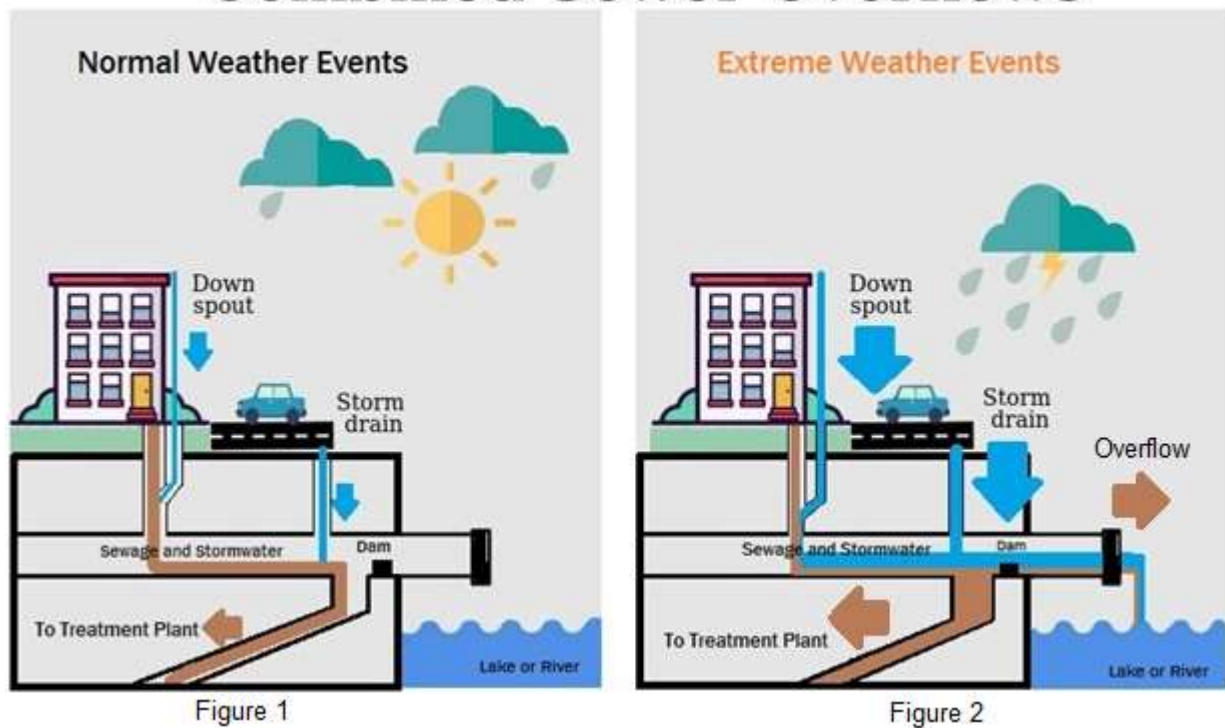 Normal Weather Events
Down
spout
Storm
drain
Sewage and Stormwater
Dam
To Treatment Plant
Lake or River
Figure 1
Extreme Weather Events
Down
spout
Storm
drain
Overflow
Sewage and Stormwater
Dam
To Treatment Plant
Lake or River
Figure 2